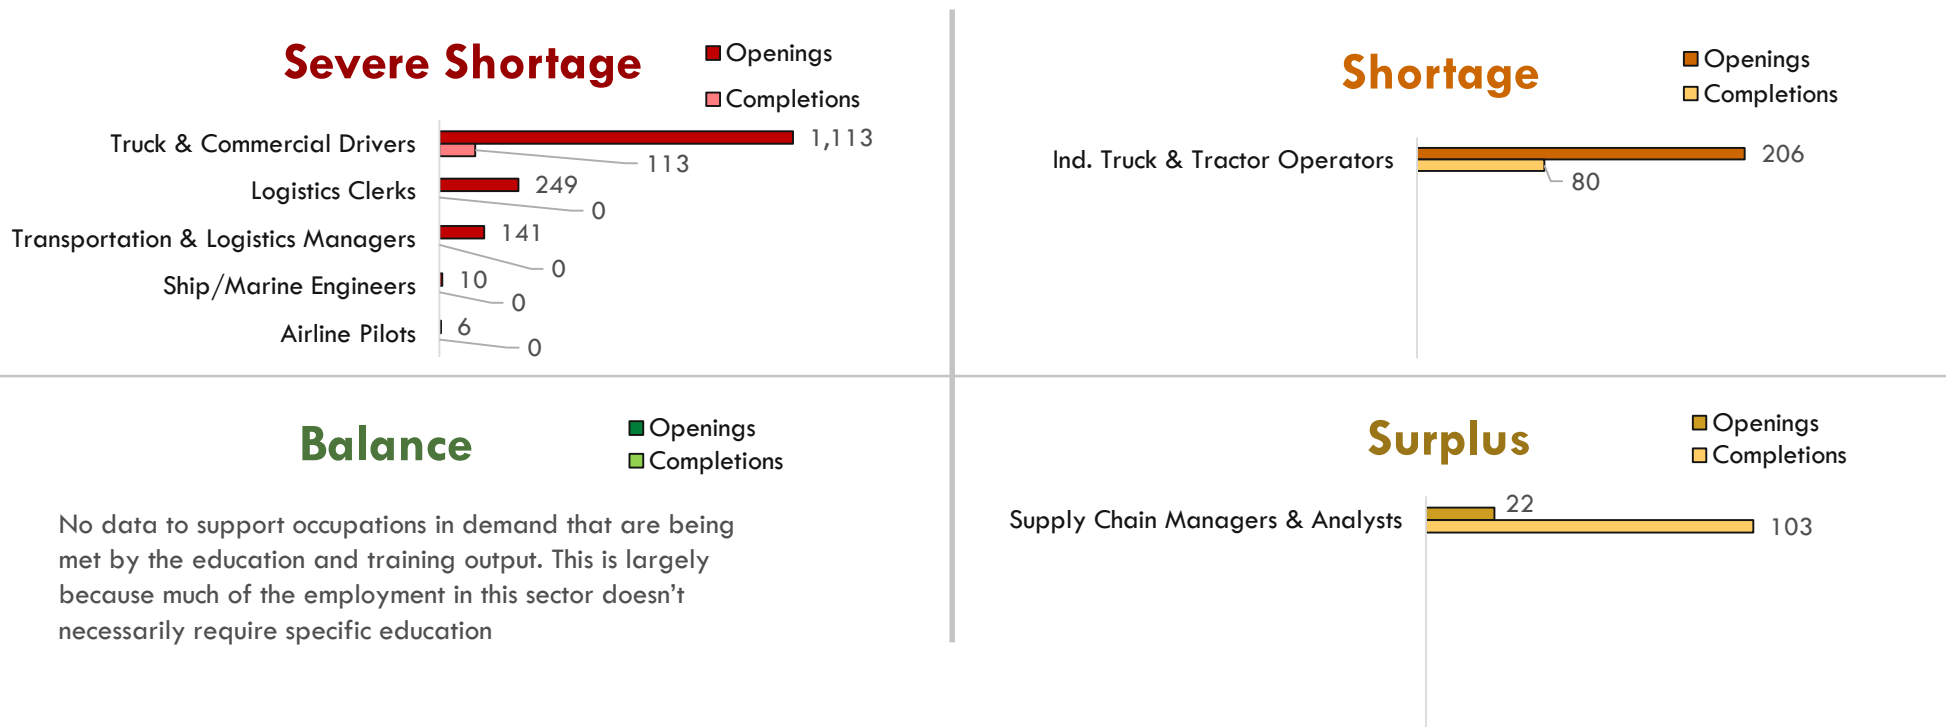 Severe Shortage
Openings
Completions
Truck & Commercial Drivers
1,113
113
Logistics Clerks
249
0
Transportation & Logistics Managers
141
0
Ship/Marine Engineers
10
0
Airline Pilots
6
0
Shortage
Openings
Completions
Ind. Truck & Tractor Operators
206
80
Balance
Openings
Completions
No data to support occupations in demand that are being
met by the education and training output. This is largely
because much of the employment in this sector doesn’t
necessarily require specific education
Surplus
Openings
Completions
Supply Chain Managers & Analysts
22
103